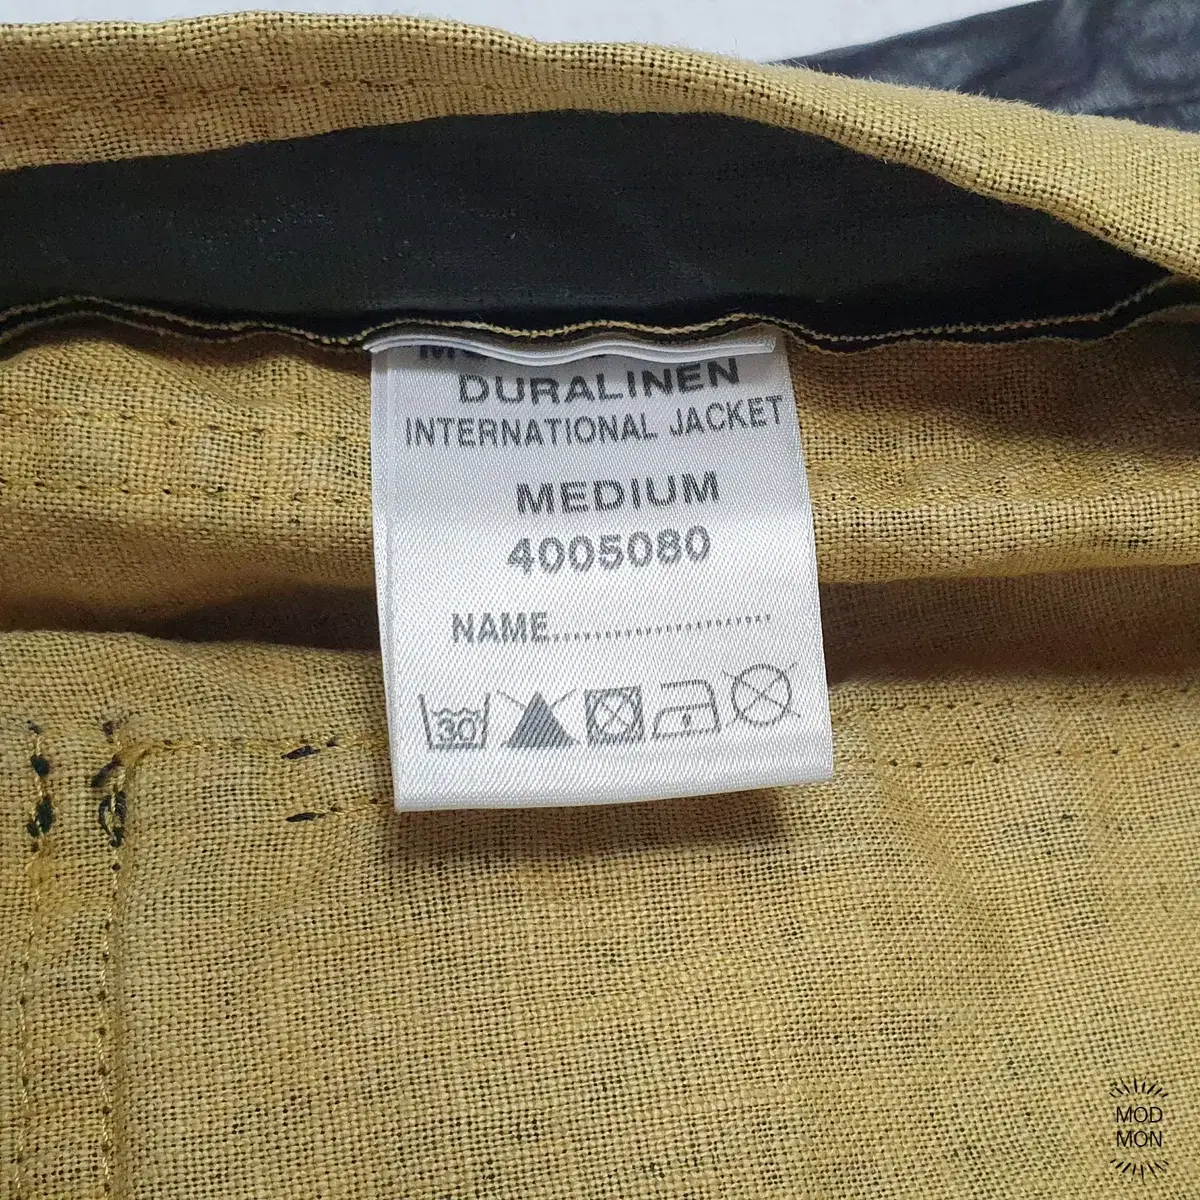 DURALINEN
INTERNATIONAL JACKET
MEDIUM
4005080
NAME......................
30
MOD
MON